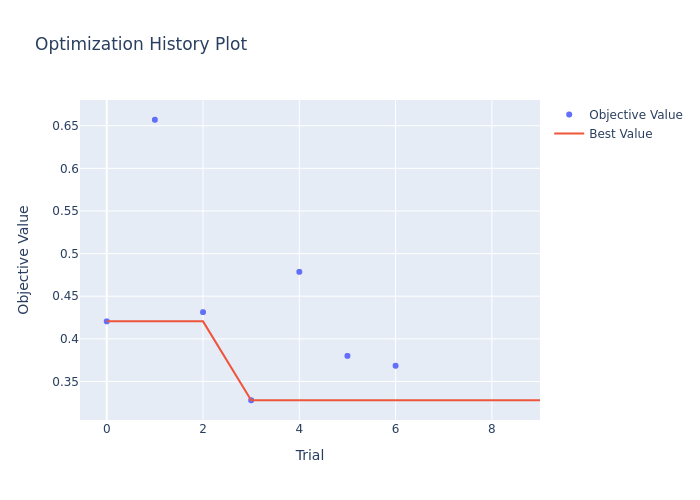 Optimization History Plot
Objective Value
Best Value
0.65
0.6
0.55
0.5
0.45
0.4
0.35
Objective Value
0 2 4 6 8
Trial